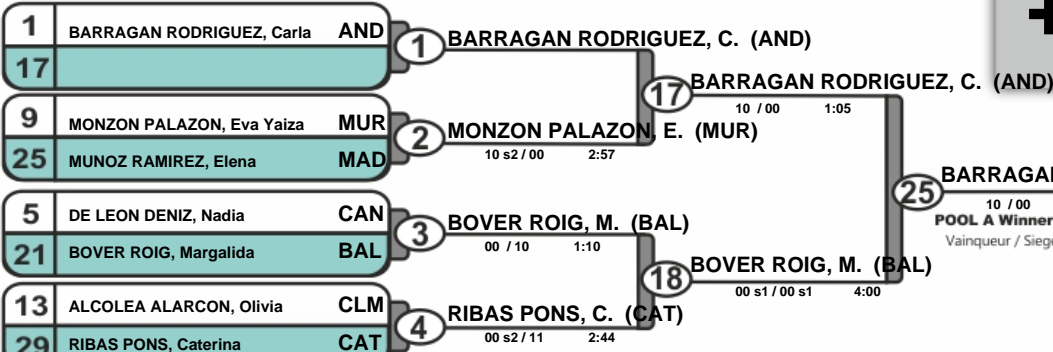 1 BARRAGAN RODRIGUEZ, Carla AND
17
1 BARRAGAN RODRIGUEZ, C. (AND)
17 BARRAGAN RODRIGUEZ, C. (AND)
10 / 00 1:05
9 MONZON PALAZON, Eva Yaiza MUR
25 MUNOZ RAMIREZ, Elena MAD
2 MONZON PALAZON, E. (MUR)
10 s2 / 00 2:57
25
10 / 00
POOL A Winner
Vainqueur /
5 DE LEON DENIZ, Nadia CAN
21 BOVER ROIG, Margalida BAL
3 BOVER ROIG, M. (BAL)
00 / 10 1:10
18 BOVER ROIG, M. (BAL)
00 s1 / 00 s1 4:00
13 ALCOLEA ALARCON, Olivia CLM
29 RIBAS PONS, Caterina CAT
4 RIBAS PONS, C. (CAT)
00 s2 / 11 2:44